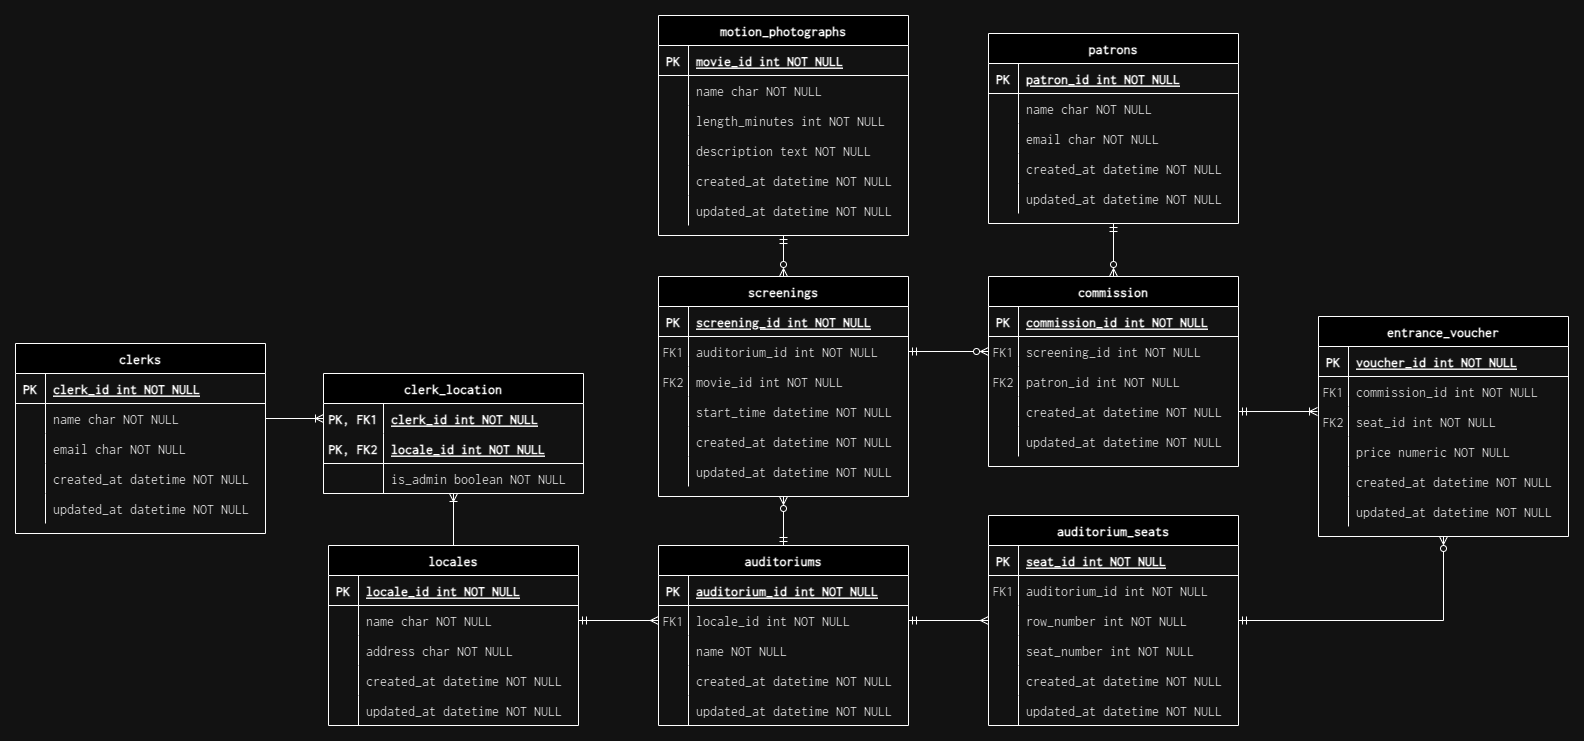 motion_photographs
PK movie_id int NOT NULL
name char NOT NULL
length_minutes int NOT NULL
description text NOT NULL
created_at datetime NOT NULL
updated_at datetime NOT NULL
patrons
PK patron_id int NOT NULL
name char NOT NULL
email char NOT NULL
created_at datetime NOT NULL
updated_at datetime NOT NULL
screenings
PK screening_id int NOT NULL
FK1 auditorium_id int NOT NULL
FK2 movie_id int NOT NULL
start_time datetime NOT NULL
created_at datetime NOT NULL
updated_at datetime NOT NULL
commission
PK commission_id int NOT NULL
FK1 screening_id int NOT NULL
FK2 patron_id int NOT NULL
created_at datetime NOT NULL
updated_at datetime NOT NULL
entrance_voucher
PK voucher_id int NOT NULL
FK1 commission_id int NOT NULL
FK2 seat_id int NOT NULL
price numeric NOT NULL
created_at datetime NOT NULL
updated_at datetime NOT NULL
clerks
PK clerk_id int NOT NULL
name char NOT NULL
email char NOT NULL
created_at datetime NOT NULL
updated_at datetime NOT NULL
clerk_location
PK, FK1 clerk_id int NOT NULL
PK, FK2 locale_id int NOT NULL
is_admin boolean NOT NULL
locales
PK locale_id int NOT NULL
name char NOT NULL
address char NOT NULL
created_at datetime NOT NULL
updated_at datetime NOT NULL
auditoriums
PK auditorium_id int NOT NULL
FK1 locale_id int NOT NULL
name NOT NULL
created_at datetime NOT NULL
updated_at datetime NOT NULL
auditorium_seats
PK seat_id int NOT NULL
FK1 auditorium_id int NOT NULL
row_number int NOT NULL
seat_number int NOT NULL
created_at datetime NOT NULL
updated_at datetime NOT NULL